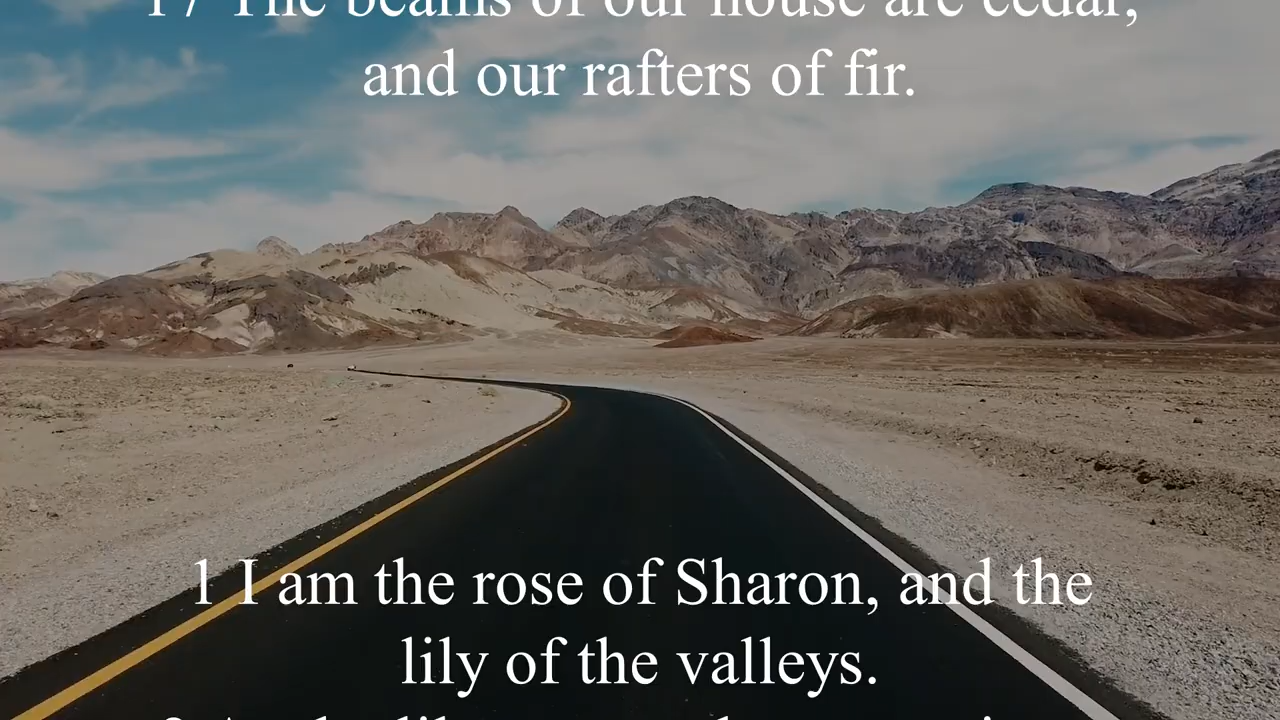 17 The beams of our house are cedar,
and our rafters of fir.
1 I am the rose of Sharon, and the
lily of the valleys.